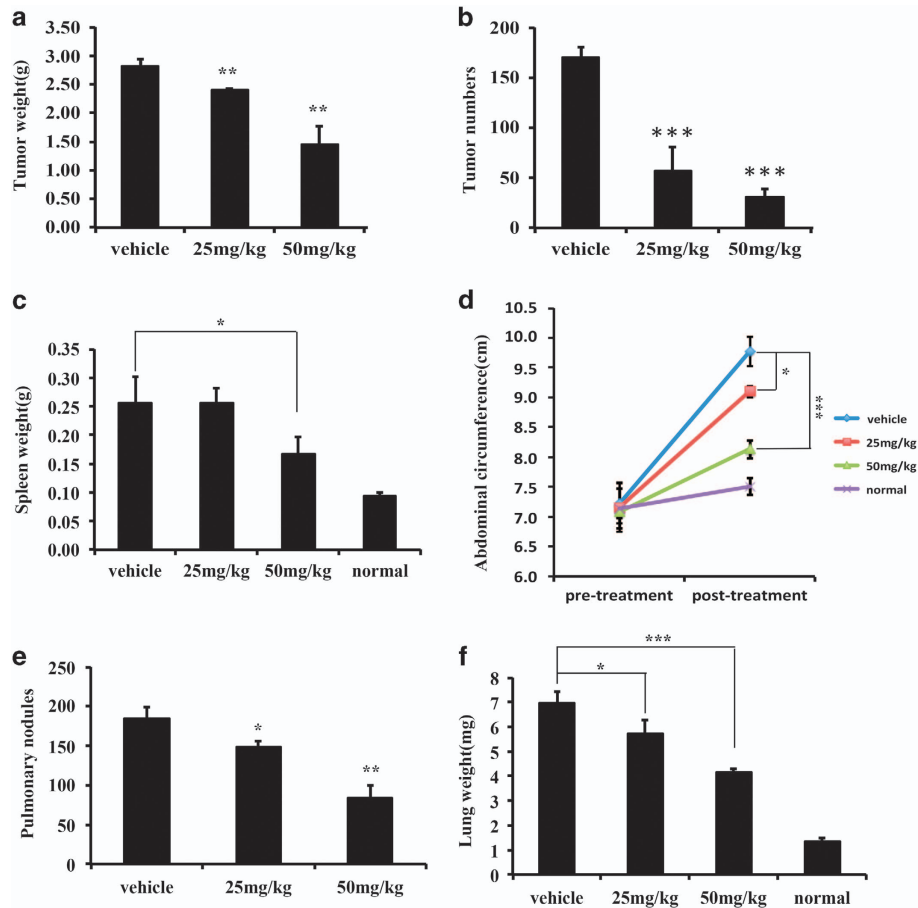 a
Tumor weight(g)
3.50
3.00
2.50
2.00
1.50
1.00
0.50
0.00
**
**
vehicle 25mg/kg 50mg/kg
b
Tumor numbers
200
150
100
50
0
***
***
vehicle 25mg/kg 50mg/kg
c
Spleen weight(g)
0.35
0.30
0.25
0.20
0.15
0.10
0.05
0.00
*
vehicle 25mg/kg 50mg/kg normal
d
Abdominal circumference(cm)
10.5
10.0
9.5
9.0
8.5
8.0
7.5
7.0
6.5
6.0
*
***
pre-treatment post-treatment
vehicle
25mg/kg
50mg/kg
normal
e
Pulmonary nodules
250
200
150
100
50
0
*
**
vehicle 25mg/kg 50mg/kg
f
Lung weight(mg)
8
7
6
5
4
3
2
1
0
***
*
vehicle 25mg/kg 50mg/kg normal